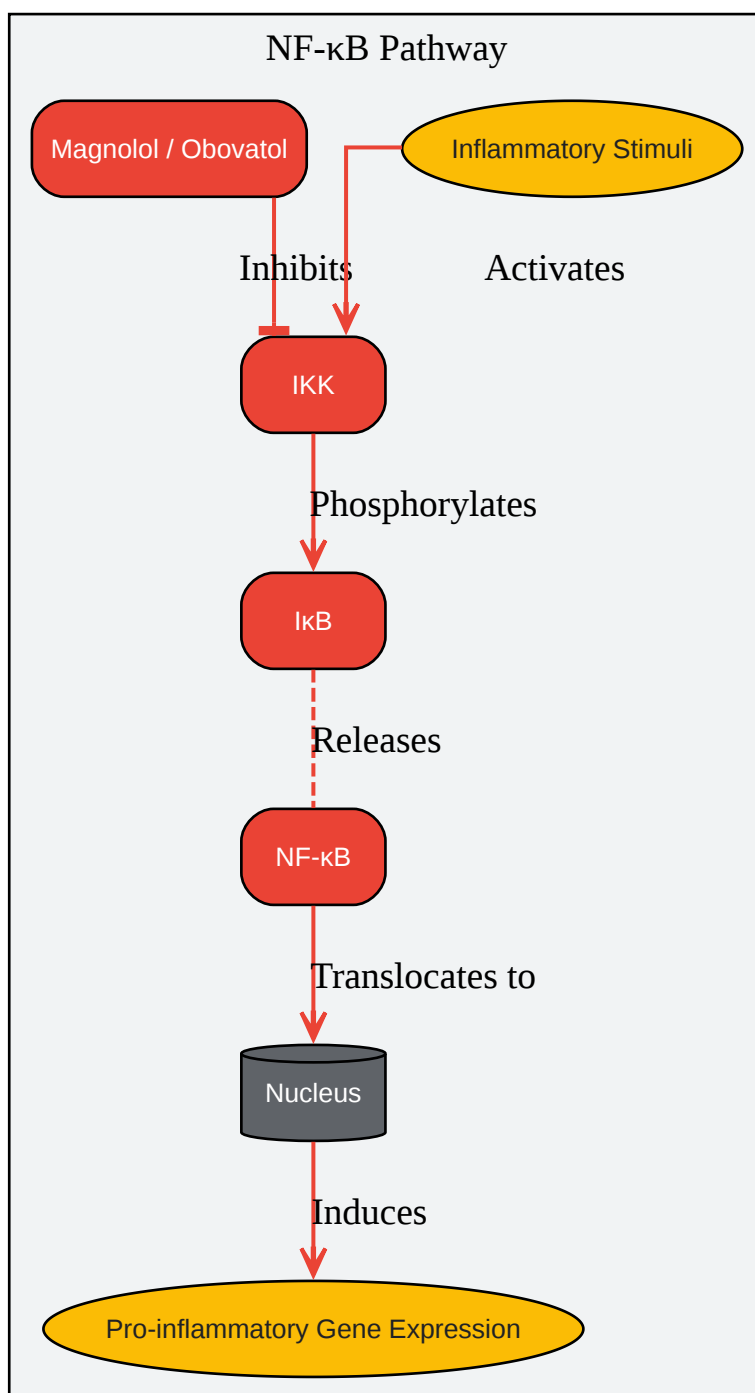 NF-κB Pathway
Magnolol / Obovatol
Inflammatory Stimuli
Inhibits
Activates
IKK
Phosphorylates
IκB
Releases
NF-κB
Translocates to
Nucleus
Induces
Pro-inflammatory Gene Expression